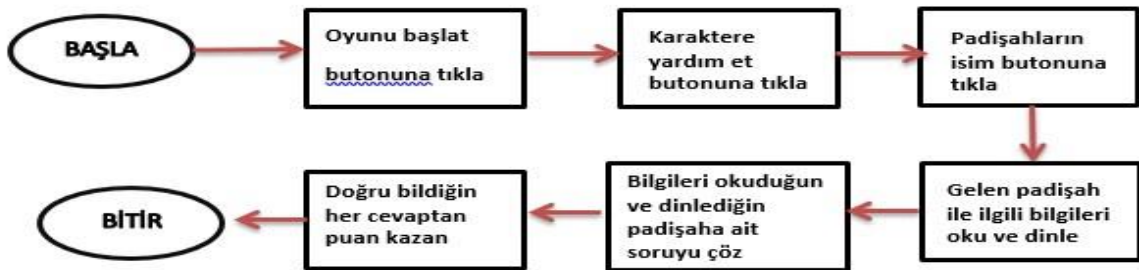 BAŞLA
Oyunu başlat
butonuna tıkla
Karaktere
yardım et
butonuna tıkla
Padişahların
isim butonuna
tıkla
Gelen padişah
ile ilgili bilgileri
oku ve dinle
Bilgileri okuduğun
ve dinlediğin
padişaha ait
soruyu çöz
Doğru bildiğin
her cevaptan
puan kazan
BİTİR